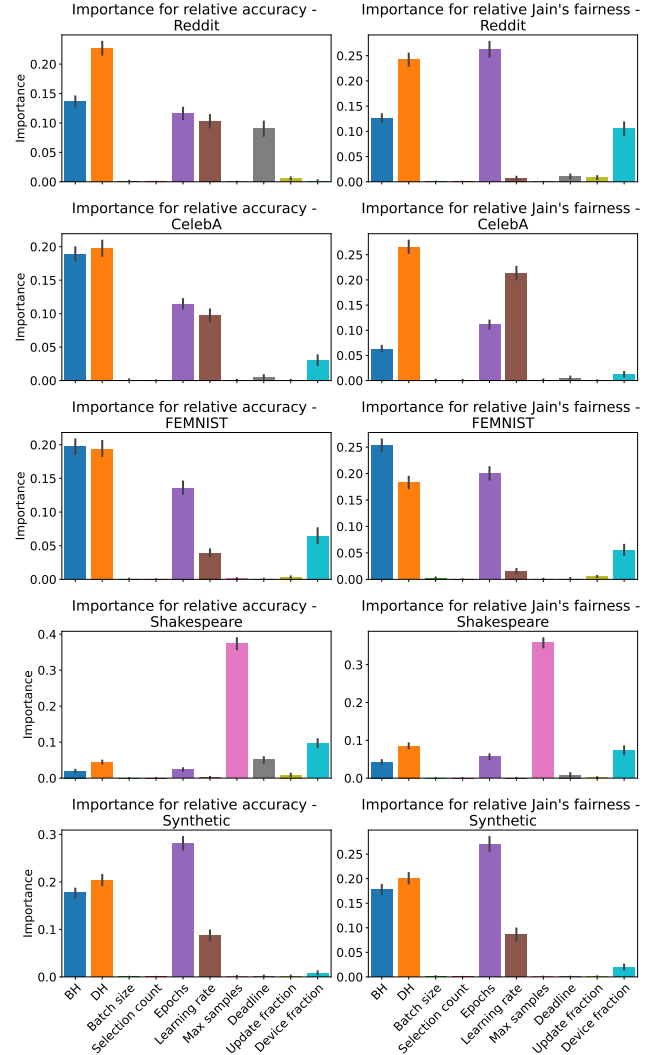 Importance for relative accuracy -
Reddit
Importance for relative Jain's fairness -
Reddit
Importance
0.20
0.15
0.10
0.05
0.00
0.25
0.20
0.15
0.10
0.05
0.00
Importance for relative accuracy -
CelebA
Importance for relative Jain's fairness -
CelebA
Importance
0.20
0.15
0.10
0.05
0.00
0.25
0.20
0.15
0.10
0.05
0.00
Importance for relative accuracy -
FEMNIST
Importance for relative Jain's fairness -
FEMNIST
Importance
0.20
0.15
0.10
0.05
0.00
0.25
0.20
0.15
0.10
0.05
0.00
Importance for relative accuracy -
Shakespeare
Importance for relative Jain's fairness -
Shakespeare
Importance
0.4
0.3
0.2
0.1
0.0
0.3
0.2
0.1
0.0
Importance for relative accuracy -
Synthetic
Importance for relative Jain's fairness -
Synthetic
Importance
0.3
0.2
0.1
0.0
0.25
0.20
0.15
0.10
0.05
0.00
BH
DH
Batch size
Selection count
Epochs
Learning rate
Max samples
Deadline
Update fraction
Device fraction
BH
DH
Batch size
Selection count
Epochs
Learning rate
Max samples
Deadline
Update fraction
Device fraction